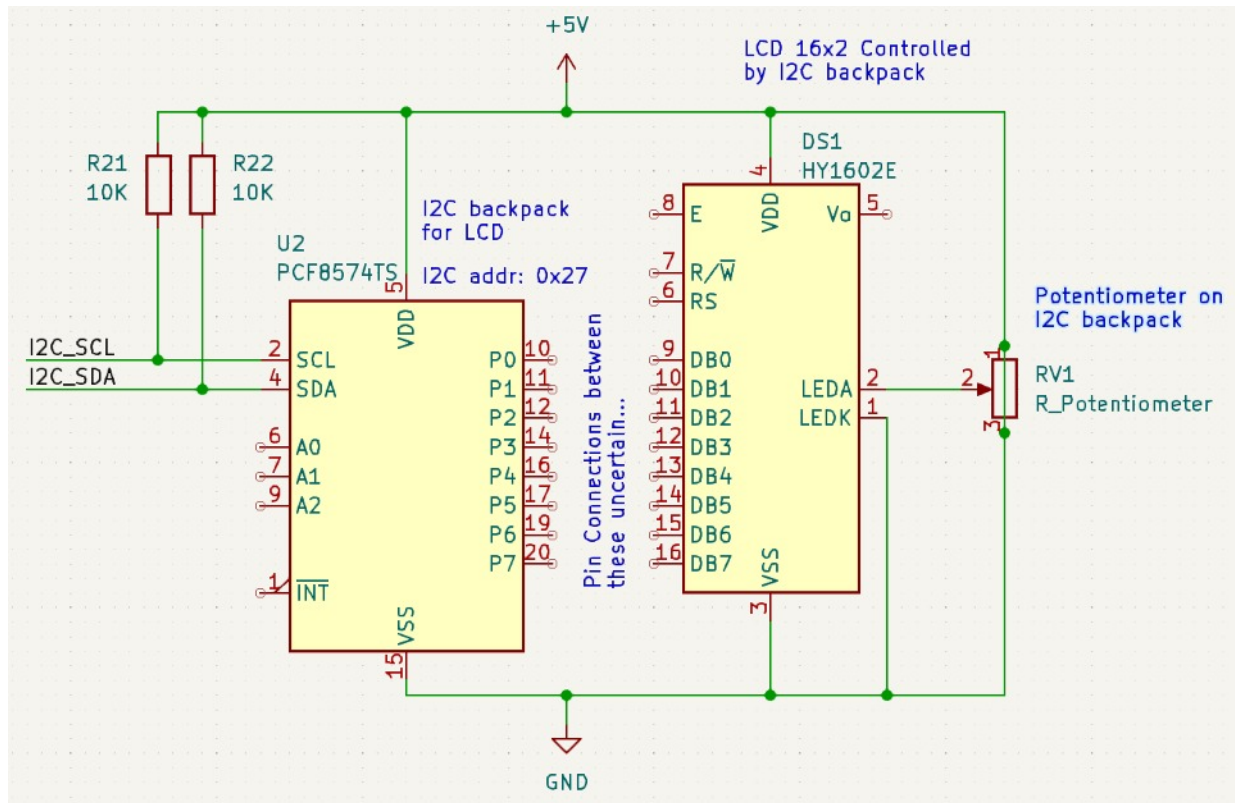 +5V
LCD 16x2 Controlled
by I2C backpack
R21
10K
R22
10K
I2C backpack
for LCD
I2C addr: 0x27
U2
PCF8574TS
5
VDD
I2C_SCL
2
SCL
I2C_SDA
4
SDA
6
A0
7
A1
9
A2
1
INT
VSS
15
P0
10
P1
11
P2
12
P3
14
P4
16
P5
17
P6
19
P7
20
Pin Connections between
these uncertain...
DS1
HY1602E
4
VDD
8
E
Va
5
7
R/W
6
RS
9
DB0
10
DB1
11
DB2
12
DB3
13
DB4
14
DB5
15
DB6
16
DB7
LEDA
2
LEDK
1
VSS
3
Potentiometer on
I2C backpack
1
2
3
RV1
R_Potentiometer
GND